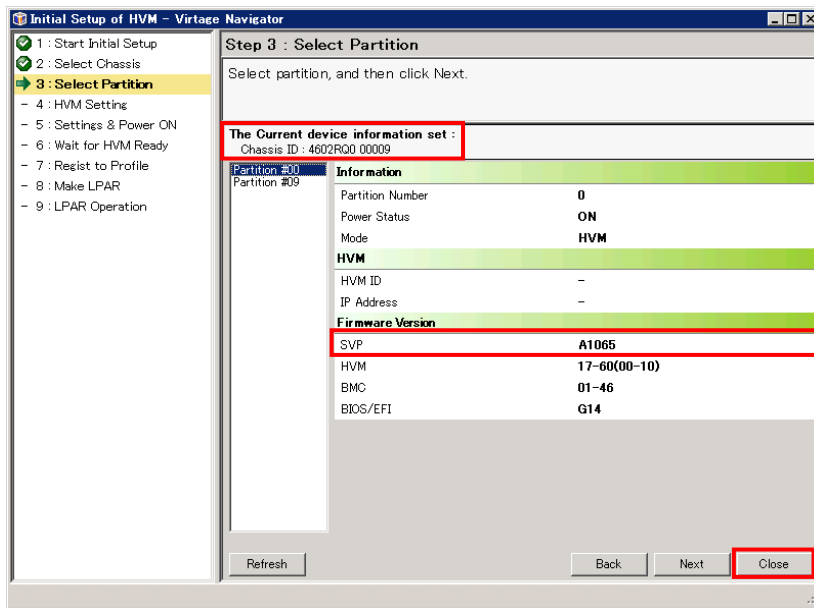 Initial Setup of HVM - Virtage Navigator
1 : Start Initial Setup
2 : Select Chassis
3 : Select Partition
- 4 : HVM Setting
- 5 : Settings & Power ON
- 6 : Wait for HVM Ready
- 7 : Regist to Profile
- 8 : Make LPAR
- 9 : LPAR Operation
Step 3 : Select Partition
Select partition, and then click Next.
The Current device information set :
Chassis ID : 4602RQ0 00009
Partition #00
Partition #09
Information
Partition Number 0
Power Status ON
Mode HVM
HVM
HVM ID -
IP Address -
Firmware Version
SVP A1065
HVM 17-60(00-10)
BMC 01-46
BIOS/EFI G14
Refresh Back Next Close